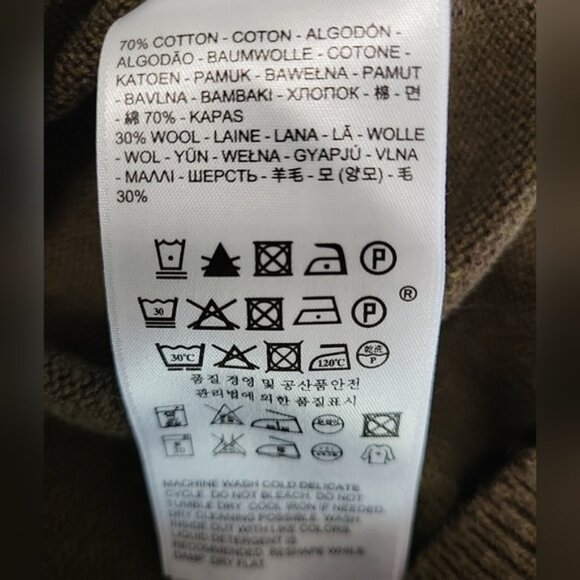 70% COTTON - COTON - ALGODÓN -
ALGODÃO - BAUMWOLLE - COTONE -
KATOEN - PAMUK - BAWEŁNA - PAMUT
- BAVLNA - BAMBAKI - ХЛОПОК - 棉 - 면
- 綿 70% - KAPAS
30% WOOL - LAINE - LANA - LÃ - WOLLE
- WOL - YÜN - WEŁNA - GYAPJÚ - VLNA
- ΜΑΛΛΙ - ШЕРСТЬ - 羊毛 - 모 (양모) - 毛
30%
P
30 P ®
30°C 120°C 乾洗 P
품질 경영 및 공산품안전
관리법에 의한 품질표시
30
MACHINE WASH COLD DELICATE
CYCLE. DO NOT BLEACH. DO NOT
TUMBLE DRY. COOL IRON IF NEEDED.
DRY CLEANING POSSIBLE. WASH
INSIDE OUT WITH LIKE COLORS.
LIQUID DETERGENT IS
RECOMMENDED. RESHAPE WHILE
DAMP. DRY FLAT.